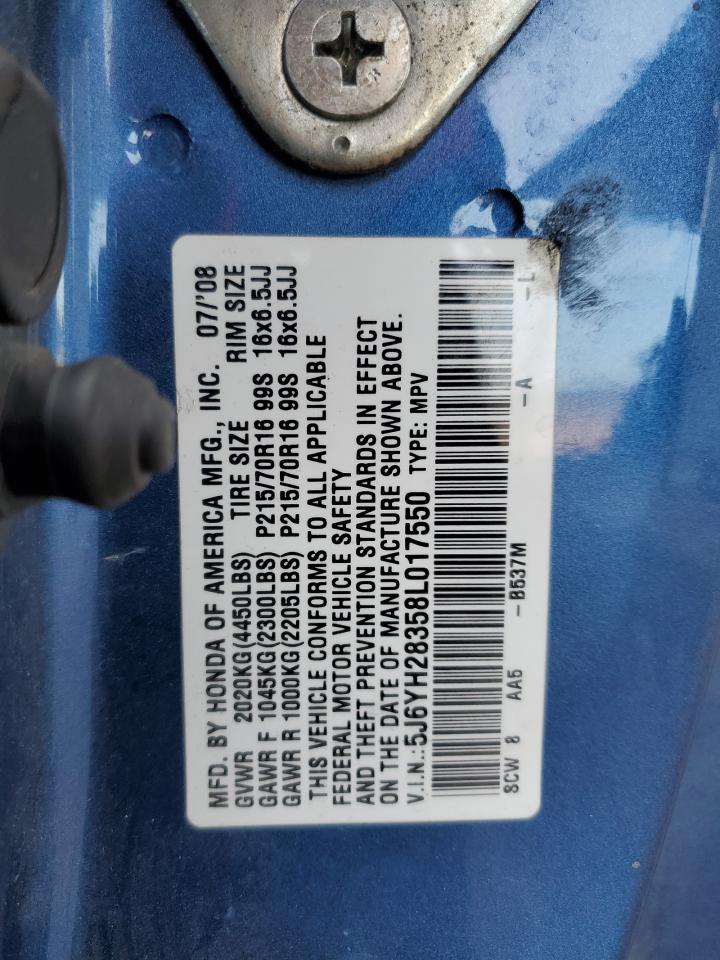 MFD. BY HONDA OF AMERICA MFG., INC. 07/'08
GVWR 2020KG(4450LBS) TIRE SIZE RIM SIZE
GAWR F 1045KG(2300LBS) P215/70R16 99S 16x6.5JJ
GAWR R 1000KG(2205LBS) P215/70R16 99S 16x6.5JJ
THIS VEHICLE CONFORMS TO ALL APPLICABLE
FEDERAL MOTOR VEHICLE SAFETY
AND THEFT PREVENTION STANDARDS IN EFFECT
ON THE DATE OF MANUFACTURE SHOWN ABOVE.
V.I.N.:5J6YH28358L017550 TYPE: MPV
SCW 8 AA5 -B537M -A -L